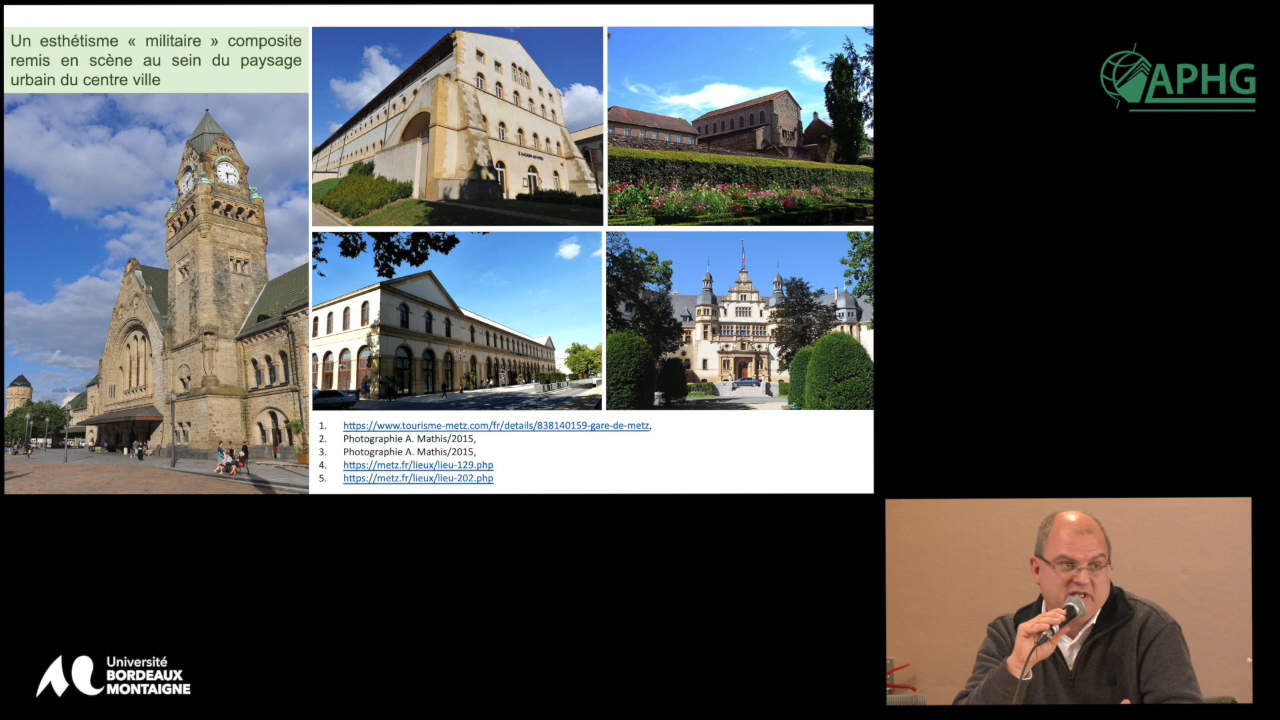 Un esthétisme « militaire » composite
remis en scène au sein du paysage
urbain du centre ville
APHG
1. https://www.tourisme-metz.com/fr/details/838140159-gare-de-metz,
2. Photographie A. Mathis/2015,
3. Photographie A. Mathis/2015,
4. https://metz.fr/lieux/lieu-129.php
5. https://metz.fr/lieux/lieu-202.php
Université
BORDEAUX
MONTAIGNE